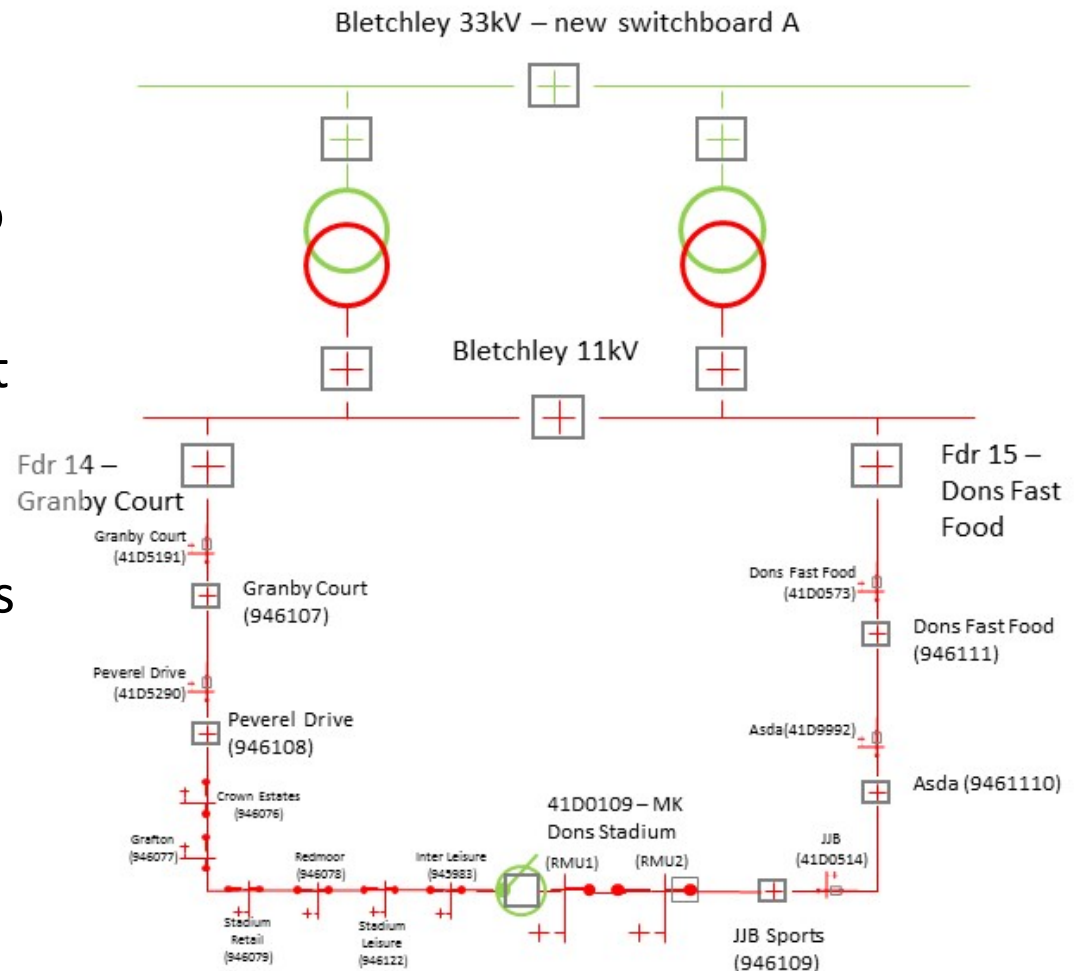 Bletchley 33kV – new switchboard A
Bletchley 11kV
Fdr 14 –
Granby Court
Fdr 15 –
Dons Fast
Food
Granby Court
(41D5191)
Granby Court
(946107)
Peverel Drive
(41D5290)
Peverel Drive
(946108)
Crown Estates
(946076)
Grafton
(946077)
Stadium
Retail
(946079)
Redmoor
(946078)
Stadium
Leisure
(946122)
Inter Leisure
(945983)
41D0109 – MK
Dons Stadium
(RMU1)
(RMU2)
Dons Fast Food
(41D0573)
Dons Fast Food
(946111)
Asda(41D9992)
Asda (9461110)
JJB
(41D0514)
JJB Sports
(946109)